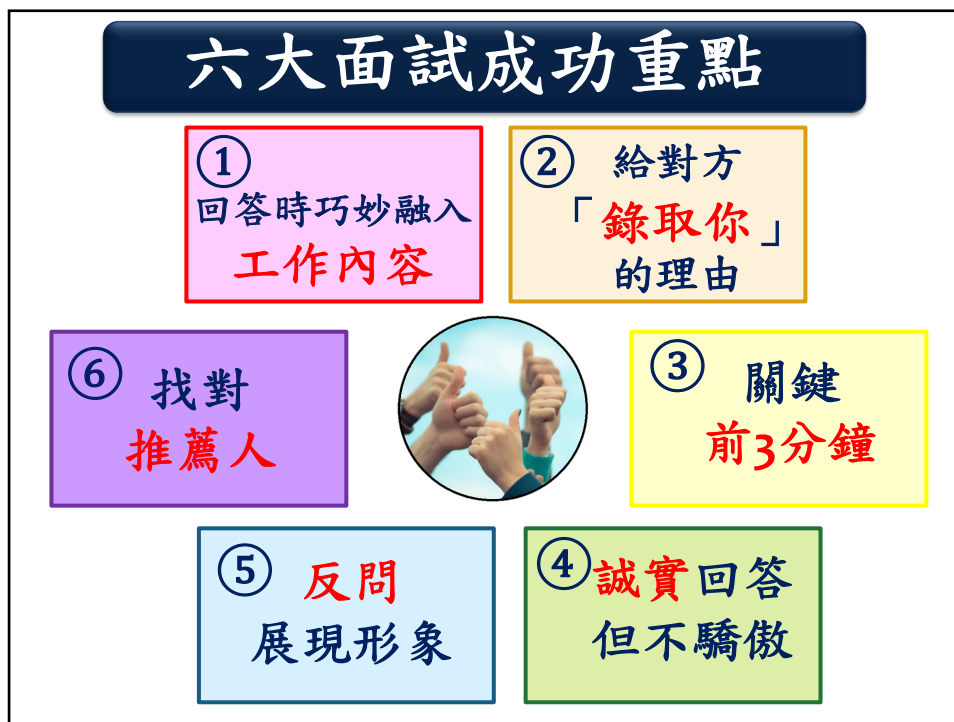 六大面試成功重點
①
回答時巧妙融入
工作內容
② 給對方
「錄取你」
的理由
③ 關鍵
前3分鐘
④誠實回答
但不驕傲
⑤ 反問
展現形象
⑥ 找對
推薦人